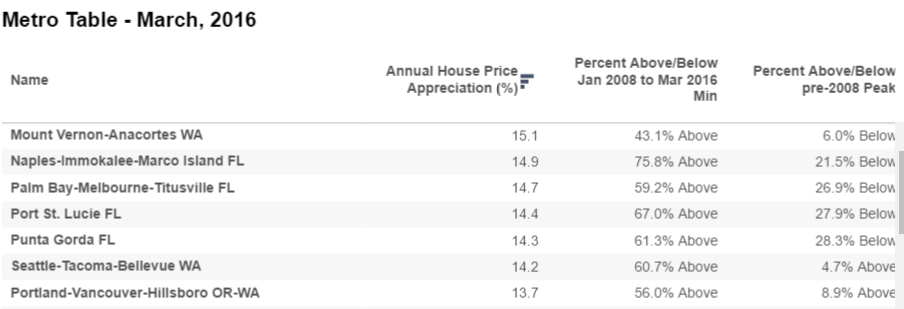 Metro Table - March, 2016
Name Annual House Price Appreciation (%) Percent Above/Below Jan 2008 to Mar 2016 Min Percent Above/Below pre-2008 Peak
Mount Vernon-Anacortes WA 15.1 43.1% Above 6.0% Below
Naples-Immokalee-Marco Island FL 14.9 75.8% Above 21.5% Below
Palm Bay-Melbourne-Titusville FL 14.7 59.2% Above 26.9% Below
Port St. Lucie FL 14.4 67.0% Above 27.9% Below
Punta Gorda FL 14.3 61.3% Above 28.3% Below
Seattle-Tacoma-Bellevue WA 14.2 60.7% Above 4.7% Above
Portland-Vancouver-Hillsboro OR-WA 13.7 56.0% Above 8.9% Above